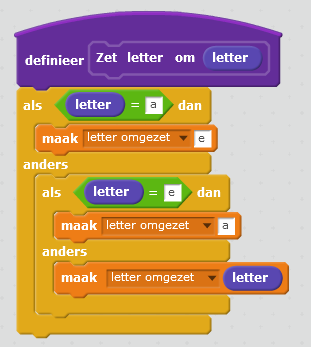 definieer Zet letter om letter
als letter = a dan
maak letter omgezet e
anders
als letter = e dan
maak letter omgezet a
anders
maak letter omgezet letter